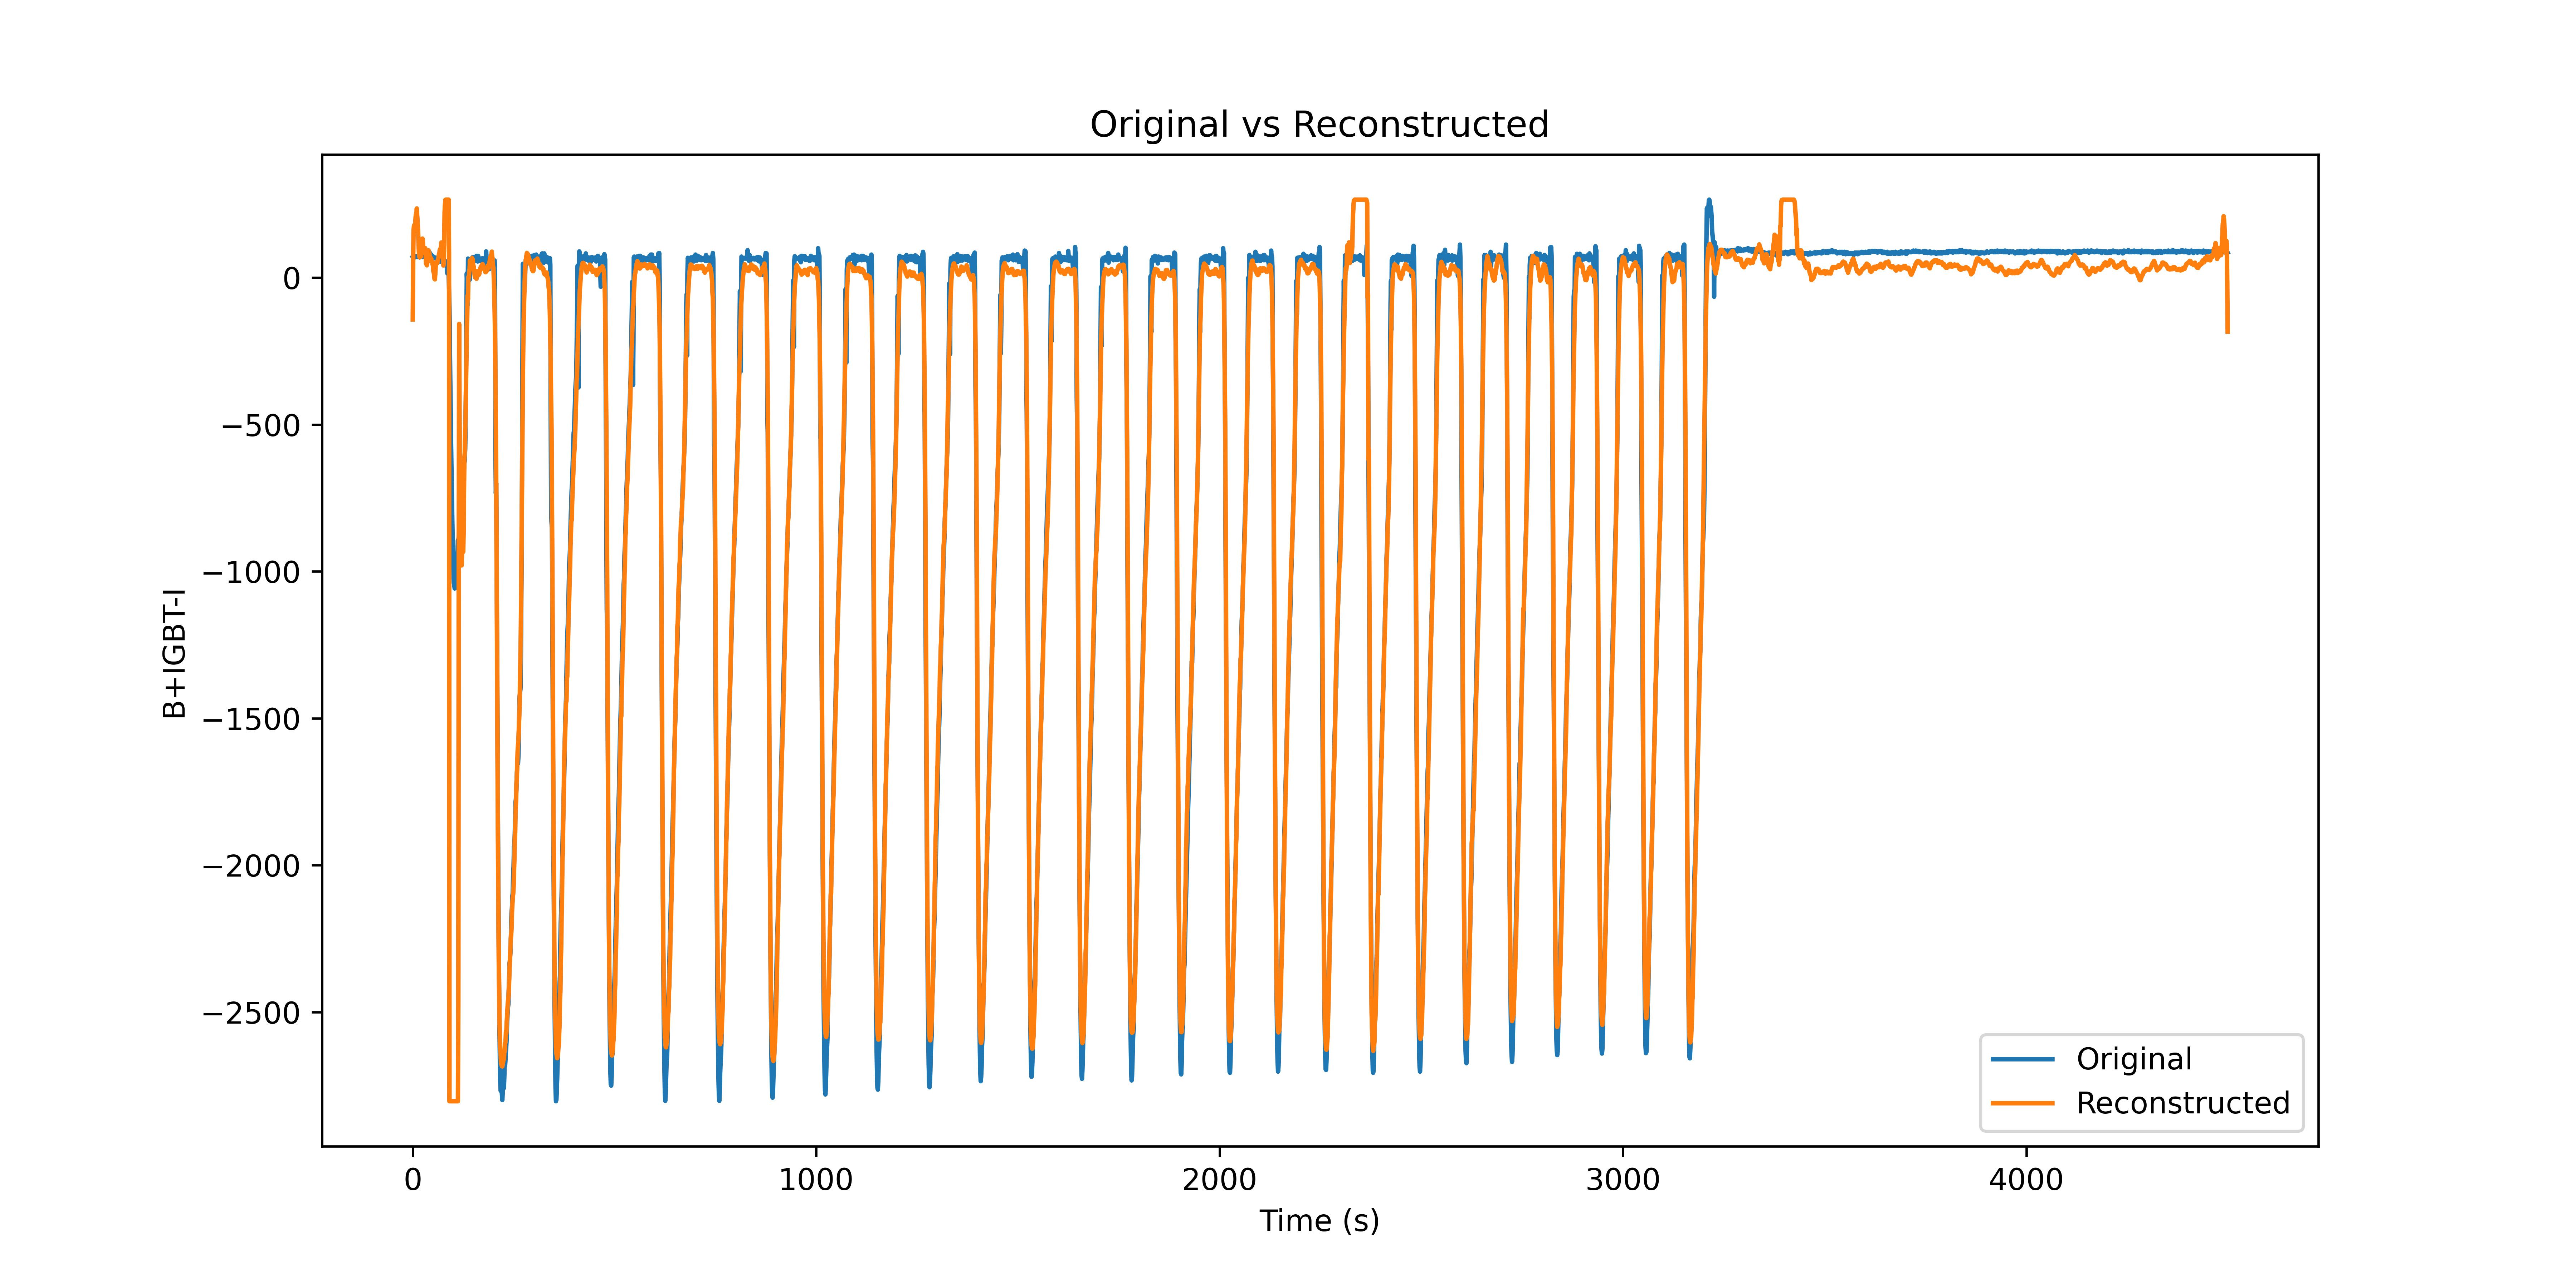 Original vs Reconstructed
B+IGBT-I
0
−500
−1000
−1500
−2000
−2500
0
1000
2000
3000
4000
Time (s)
Original
Reconstructed